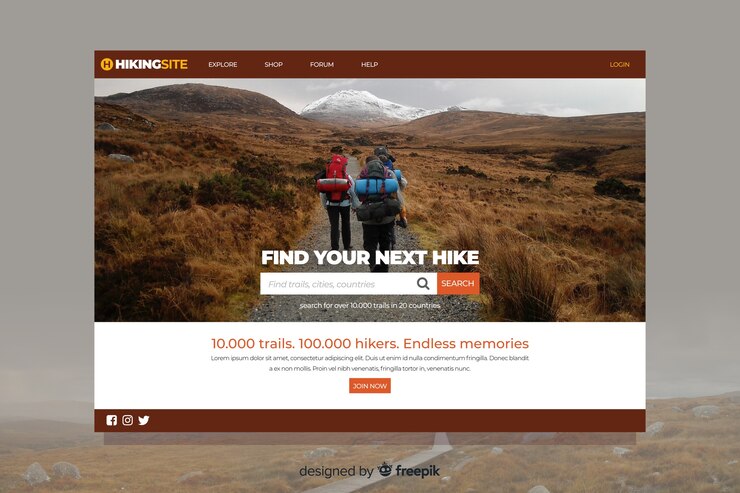 HIKINGSITE EXPLORE SHOP FORUM HELP LOGIN
FIND YOUR NEXT HIKE
Find trails, cities, countries SEARCH
search for over 10.000 trails in 20 countries
10.000 trails. 100.000 hikers. Endless memories
Lorem ipsum dolor sit amet, consectetur adipiscing elit. Duis ut enim id nulla condimentum fringilla. Donec blandit
a ex non mollis. Proin vel nibh venenatis, fringilla tortor in, venenatis nunc.
JOIN NOW
designed by freepik